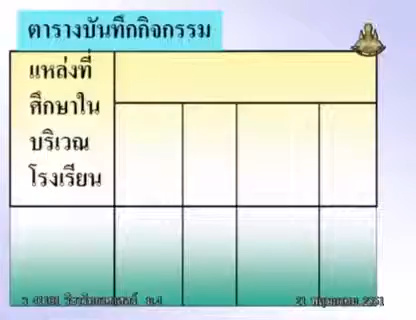 ตารางบันทึกกิจกรรม
แหล่งที่
ศึกษาใน
บริเวณ
โรงเรียน